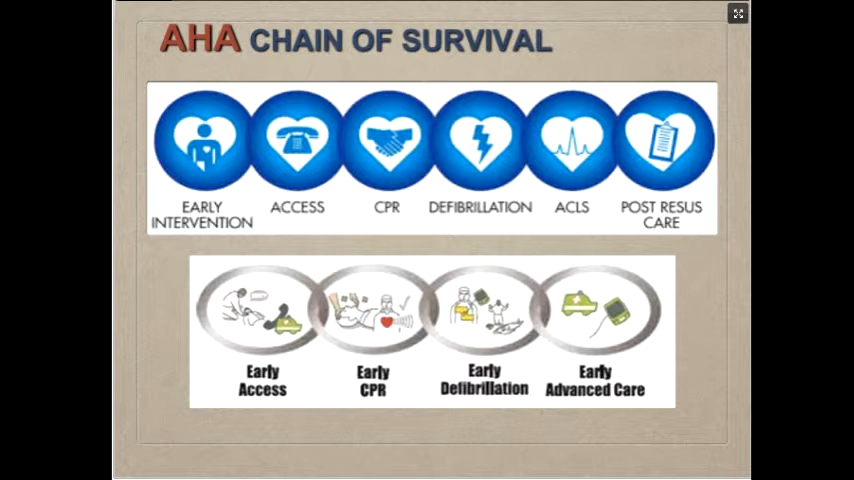 AHA CHAIN OF SURVIVAL
EARLY INTERVENTION
ACCESS
CPR
DEFIBRILLATION
ACLS
POST RESUS CARE
Early Access
Early CPR
Early Defibrillation
Early Advanced Care